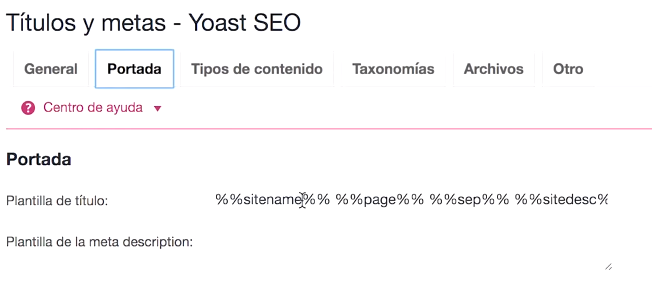 Títulos y metas - Yoast SEO
General Portada Tipos de contenido Taxonomías Archivos Otro
? Centro de ayuda
Portada
Plantilla de título: %%sitename%% %%page%% %%sep%% %%sitedesc%
Plantilla de la meta description: